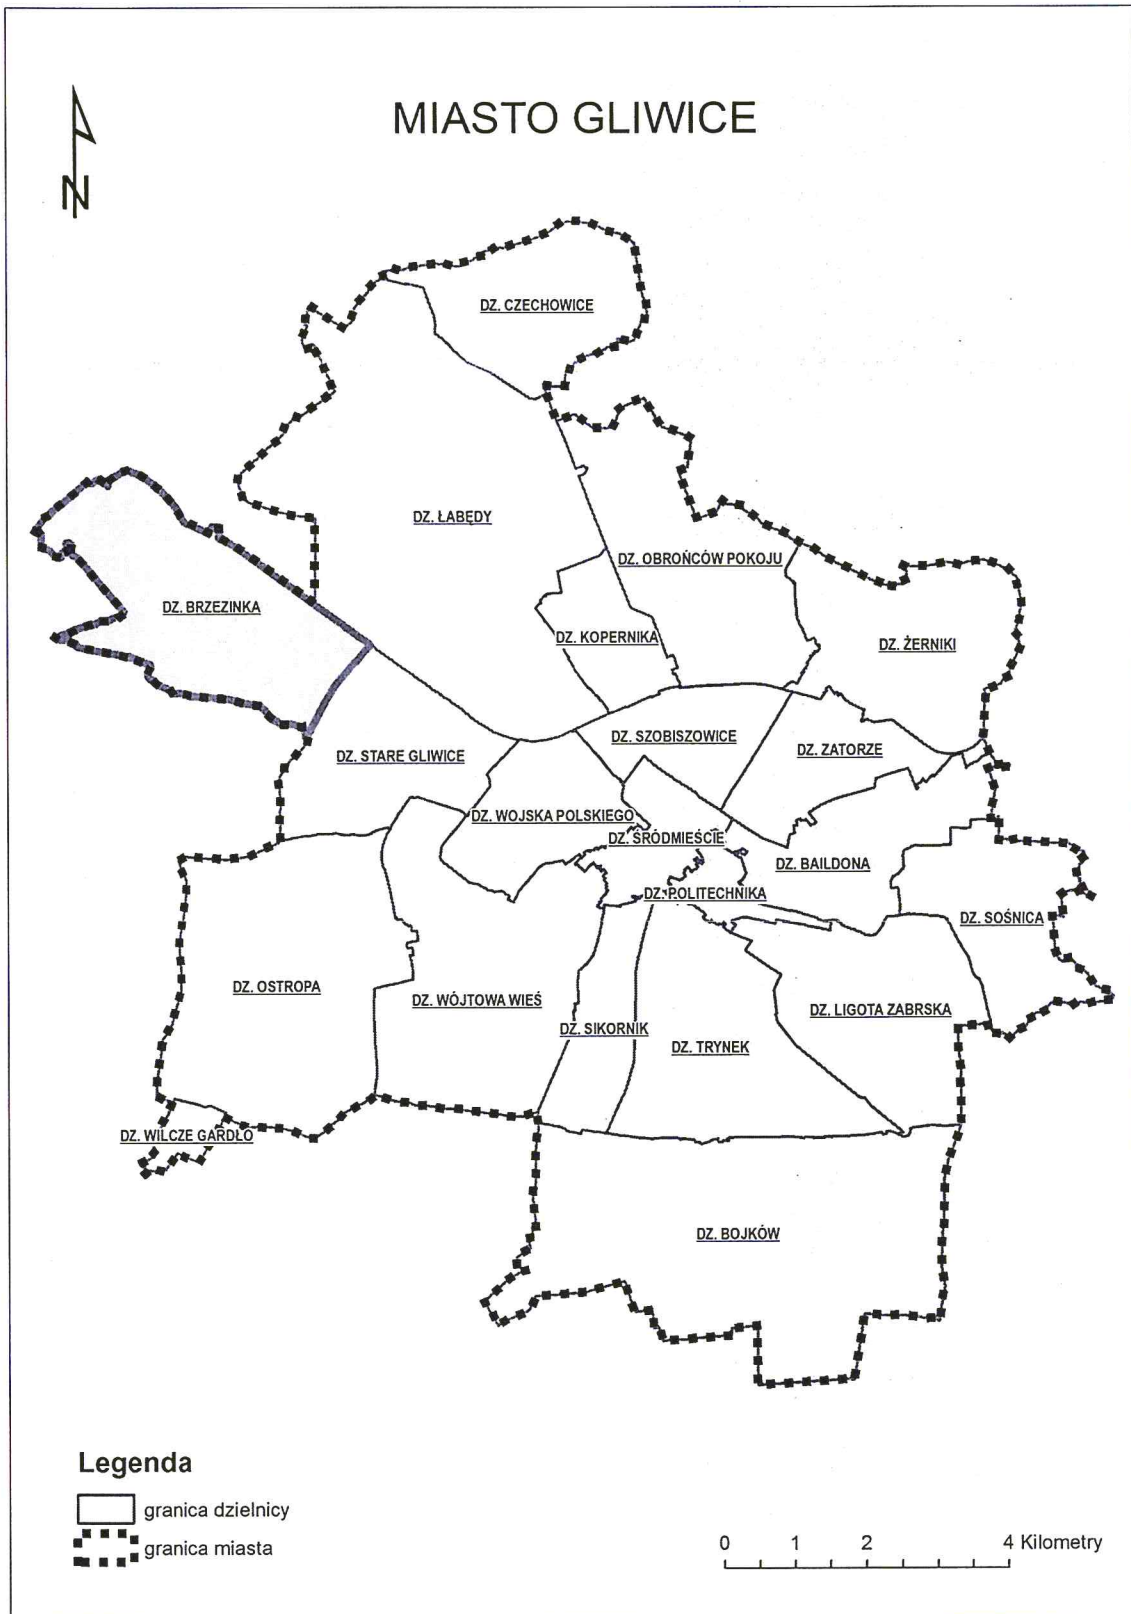 MIASTO GLIWICE
N
DZ. CZECHOWICE
DZ. ŁABĘDY
DZ. OBROŃCÓW POKOJU
DZ. BRZEZINKA
DZ. KOPERNIKA
DZ. ŻERNIKI
DZ. SZOBISZOWICE
DZ. ZATORZE
DZ. STARE GLIWICE
DZ. WOJSKA POLSKIEGO
DZ. ŚRÓDMIEŚCIE
DZ. BAILDONA
DZ. POLITECHNIKA
DZ. SOŚNICA
DZ. OSTROPA
DZ. WÓJTOWA WIEŚ
DZ. LIGOTA ZABRSKA
DZ. SIKORNIK
DZ. TRYNEK
DZ. WILCZE GARDŁO
DZ. BOJKÓW
Legenda
granica dzielnicy
granica miasta
0 1 2 4 Kilometry